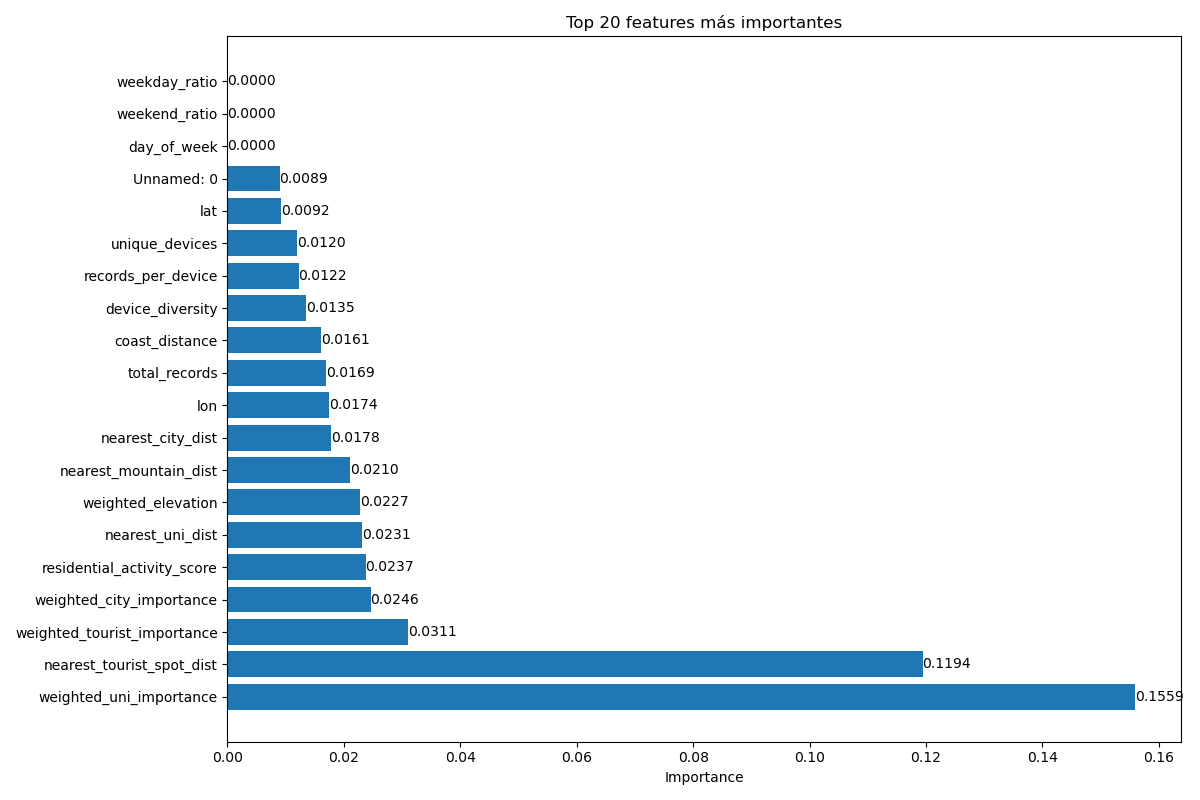 Top 20 features más importantes
weekday_ratio 0.0000
weekend_ratio 0.0000
day_of_week 0.0000
Unnamed: 0 0.0089
lat 0.0092
unique_devices 0.0120
records_per_device 0.0122
device_diversity 0.0135
coast_distance 0.0161
total_records 0.0169
lon 0.0174
nearest_city_dist 0.0178
nearest_mountain_dist 0.0210
weighted_elevation 0.0227
nearest_uni_dist 0.0231
residential_activity_score 0.0237
weighted_city_importance 0.0246
weighted_tourist_importance 0.0311
nearest_tourist_spot_dist 0.1194
weighted_uni_importance 0.1559
0.00 0.02 0.04 0.06 0.08 0.10 0.12 0.14 0.16
Importance